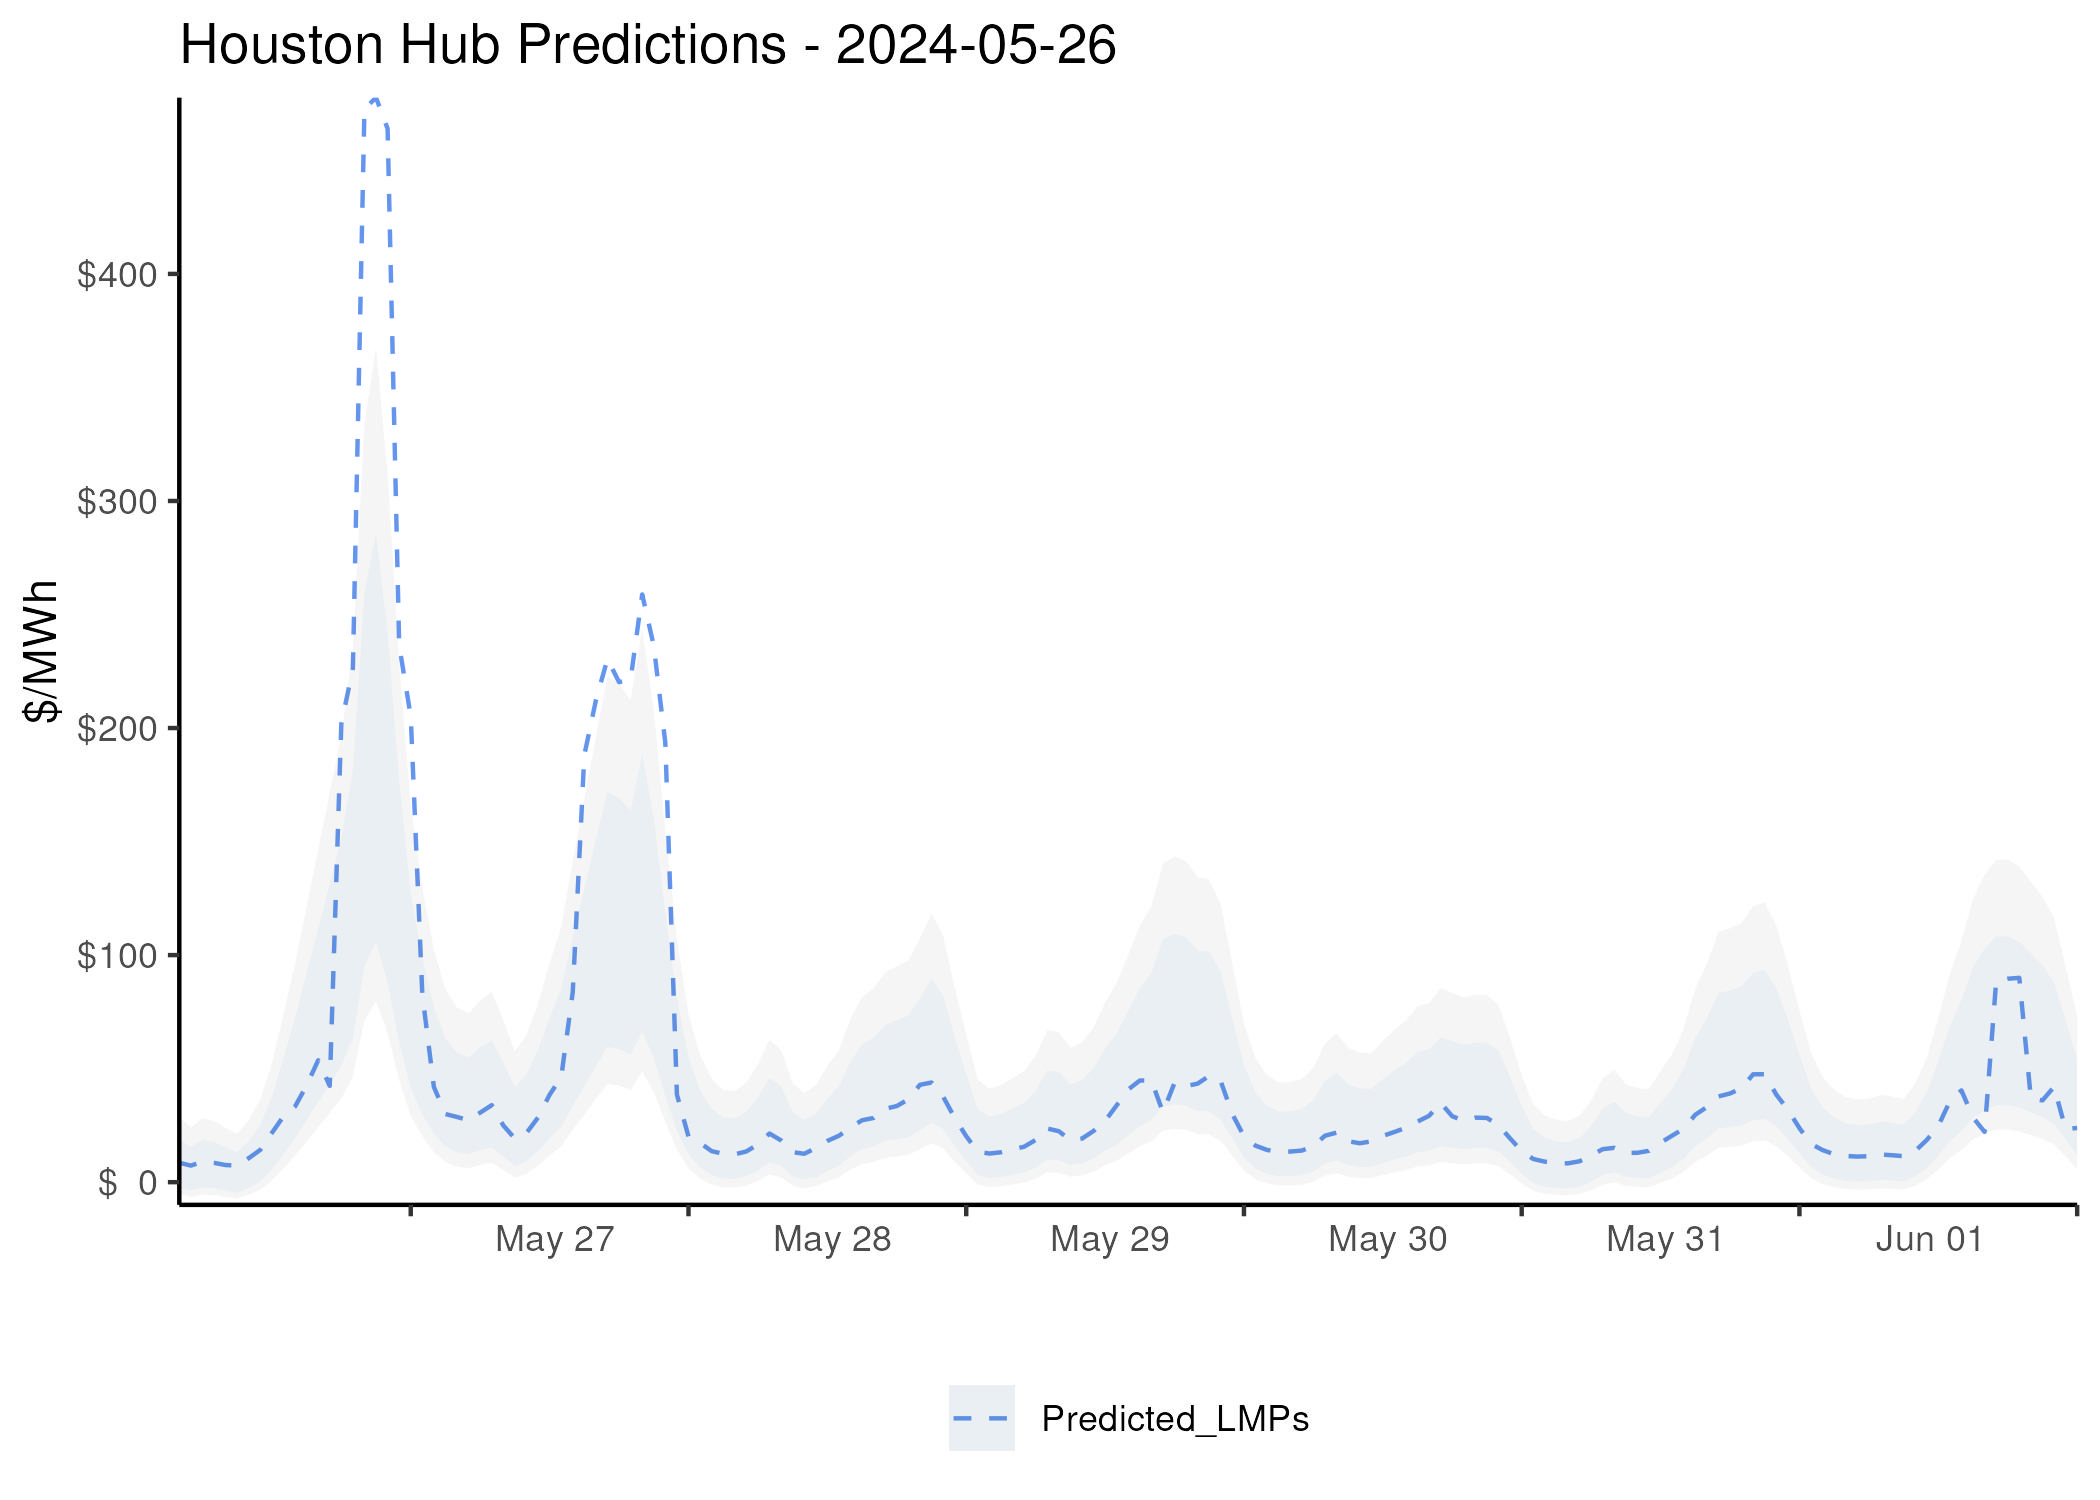 Houston Hub Predictions - 2024-05-26
$/MWh
$400
$300
$200
$100
$  0
May 27
May 28
May 29
May 30
May 31
Jun 01
Predicted_LMPs